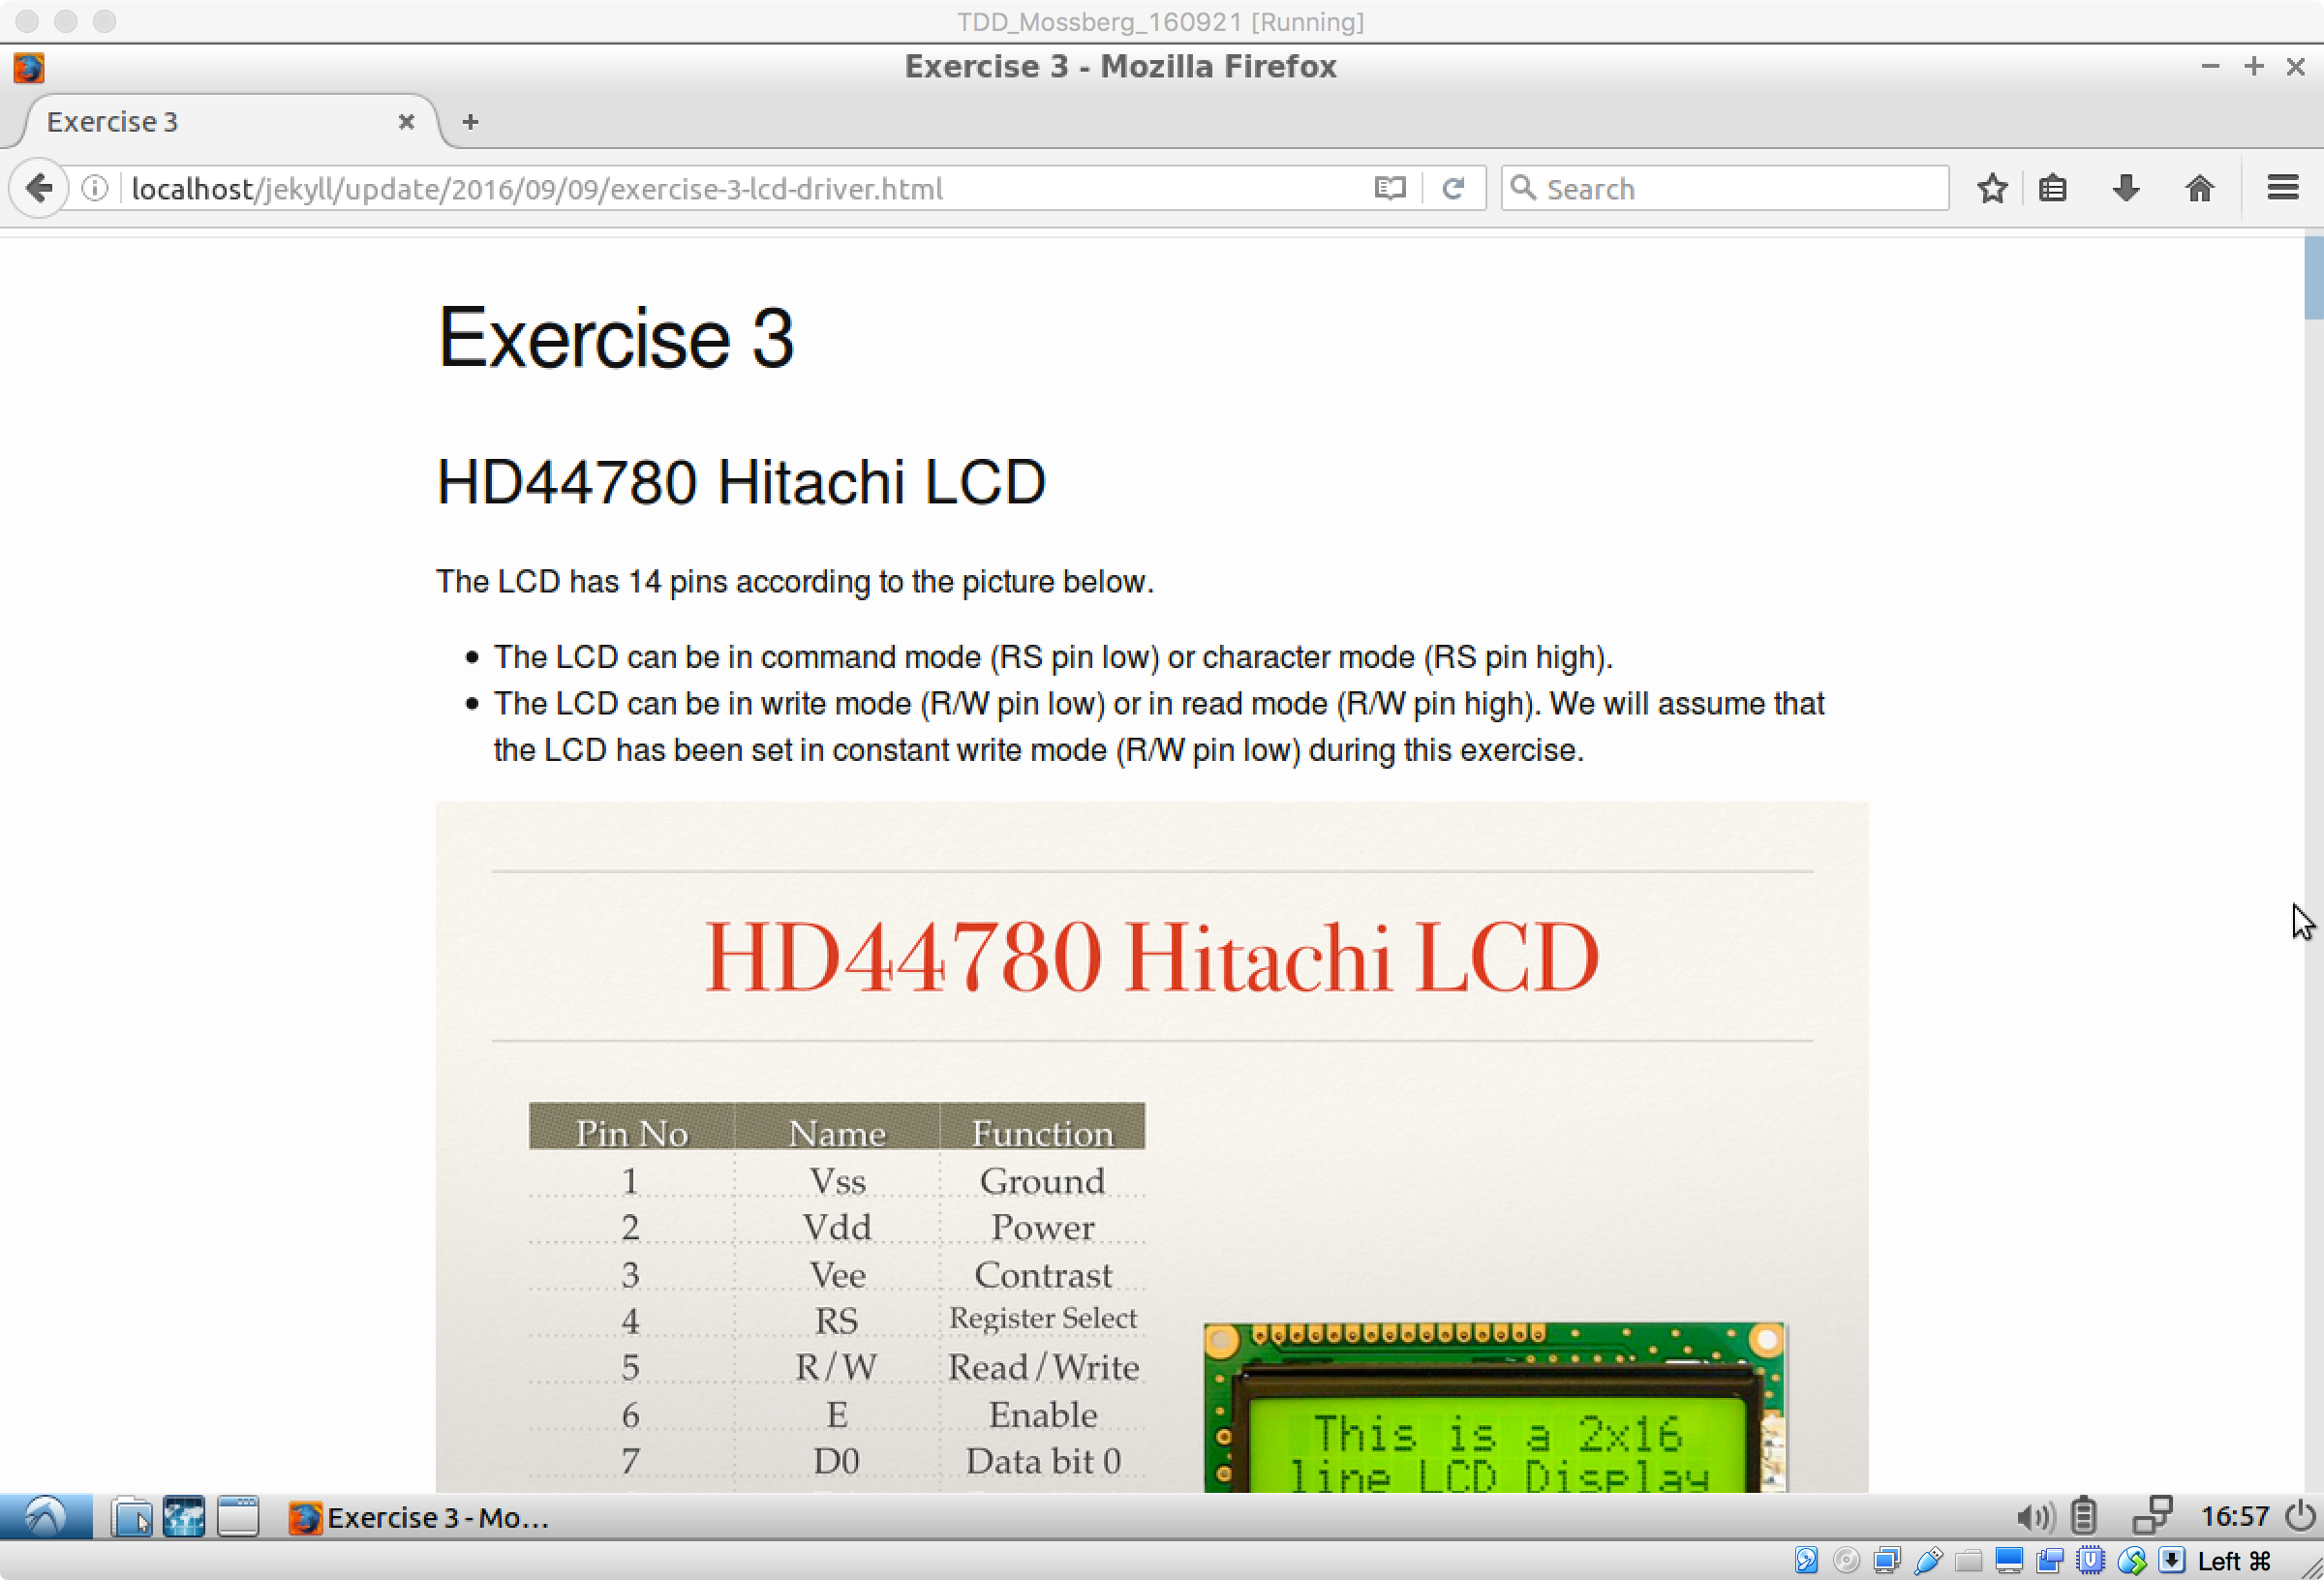 TDD_Mossberg_160921 [Running]
Exercise 3 - Mozilla Firefox
Exercise 3
localhost/jekyll/update/2016/09/09/exercise-3-lcd-driver.html
Search
Exercise 3
HD44780 Hitachi LCD
The LCD has 14 pins according to the picture below.
• The LCD can be in command mode (RS pin low) or character mode (RS pin high).
• The LCD can be in write mode (R/W pin low) or in read mode (R/W pin high). We will assume that
the LCD has been set in constant write mode (R/W pin low) during this exercise.
HD44780 Hitachi LCD
Pin No Name Function
1 Vss Ground
2 Vdd Power
3 Vee Contrast
4 RS Register Select
5 R/W Read/Write
6 E Enable
7 D0 Data bit 0
This is a 2x16
line LCD Display
Exercise 3 - Mo...
16:57
Left ⌘